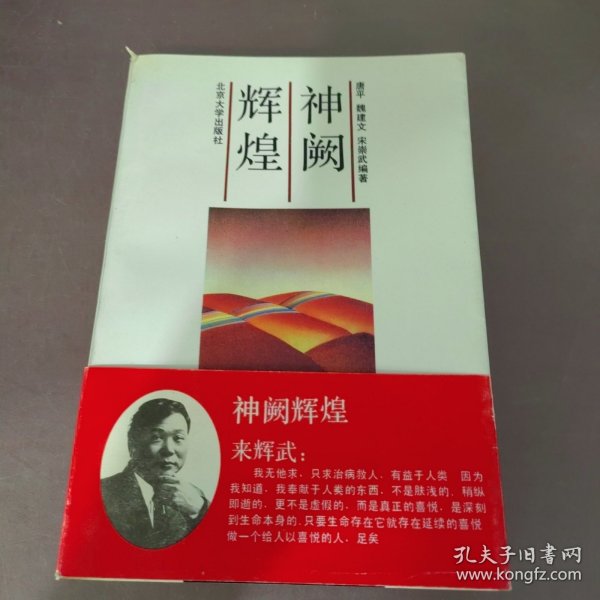 唐平 魏建文 宋崇武编著
神阙
辉煌
北京大学出版社
神阙辉煌
来辉武：
我无他求．只求治病救人．有益于人类 因为
我知道．我奉献于人类的东西．不是肤浅的．稍纵
即逝的．更不是虚假的．而是真正的喜悦．是深刻
到生命本身的．只要生命存在它就存在延续的喜悦
做一个给人以喜悦的人．足矣
孔夫子旧书网
www.kongfz.com